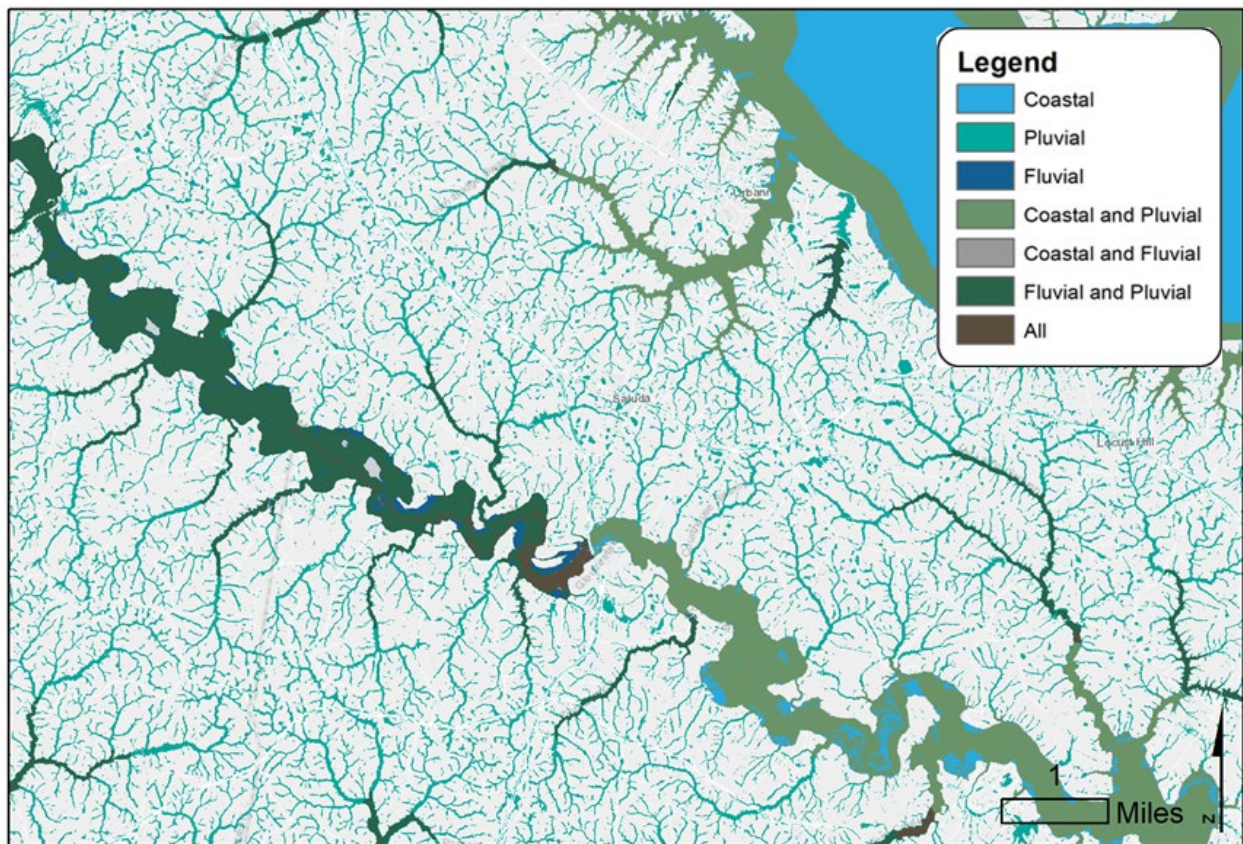 Legend
Coastal
Pluvial
Fluvial
Coastal and Pluvial
Coastal and Fluvial
Fluvial and Pluvial
All
Urbann
Saluda
Locust Hill
1
Miles
N